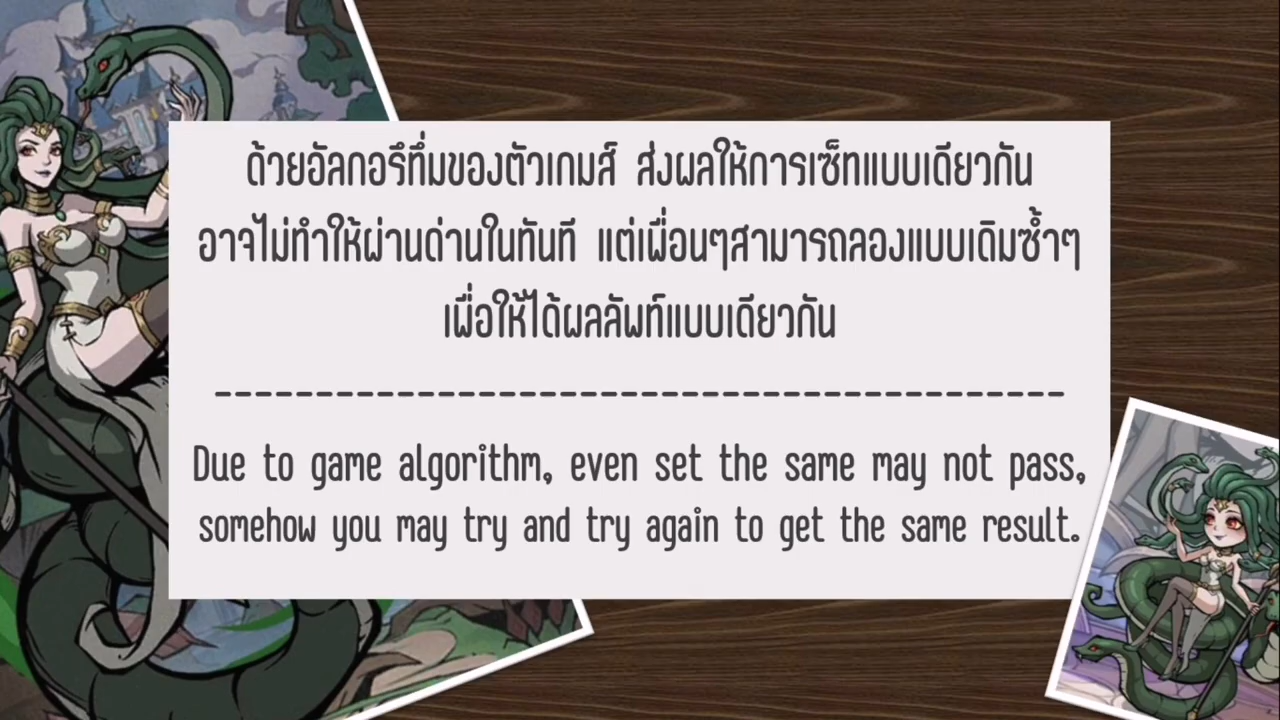 ด้วยอัลกอรึทึ่มของตัวเกมส์ ส่งผลให้การเซ็ทแบบเดียวกัน
อาจไม่ทำให้ผ่านด่านในทันที แต่เพื่อนๆสามารถลองแบบเดิมซ้ำๆ
เพื่อให้ได้ผลลัพท์แบบเดียวกัน
-------------------------------------------
Due to game algorithm, even set the same may not pass,
somehow you may try and try again to get the same result.